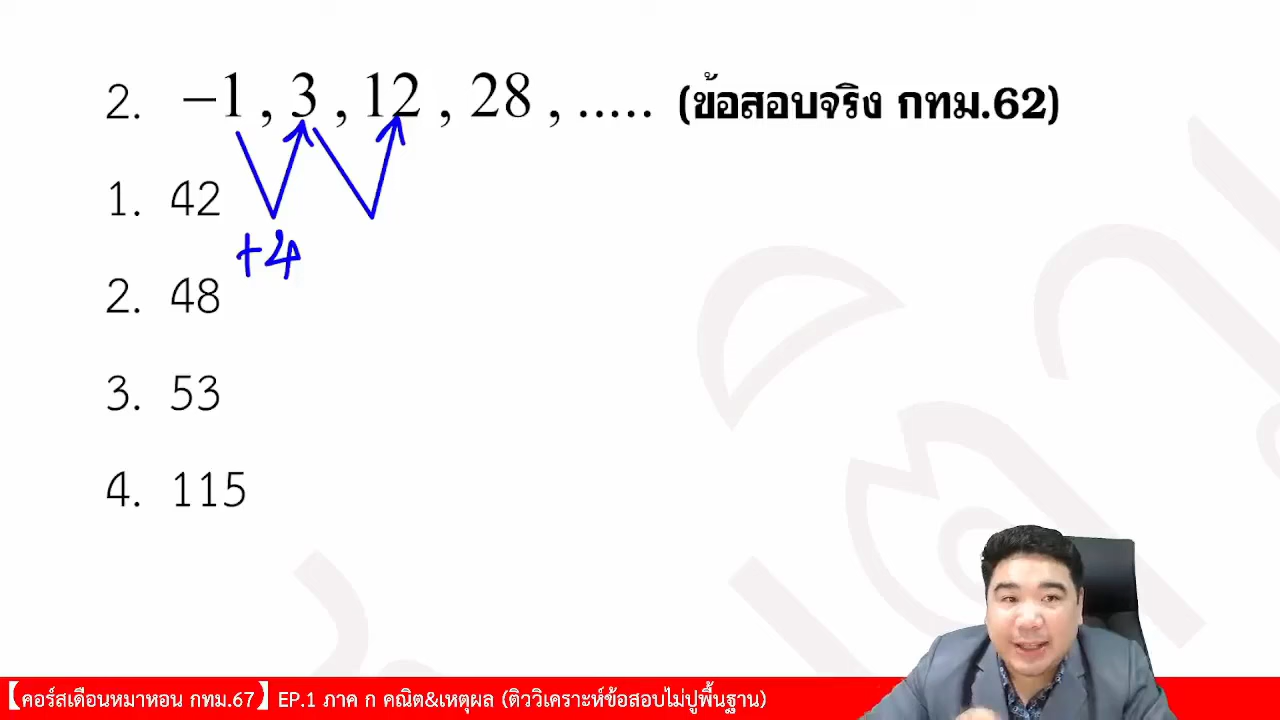 2. −1 , 3 , 12 , 28 , ..... (ข้อสอบจริง กทม.62)
1. 42
+4
2. 48
3. 53
4. 115
【คอร์สเดือนหมาหอน กทม.67】 EP.1 ภาค ก คณิต&เหตุผล (ติววิเคราะห์ข้อสอบไม่ปูพื้นฐาน)